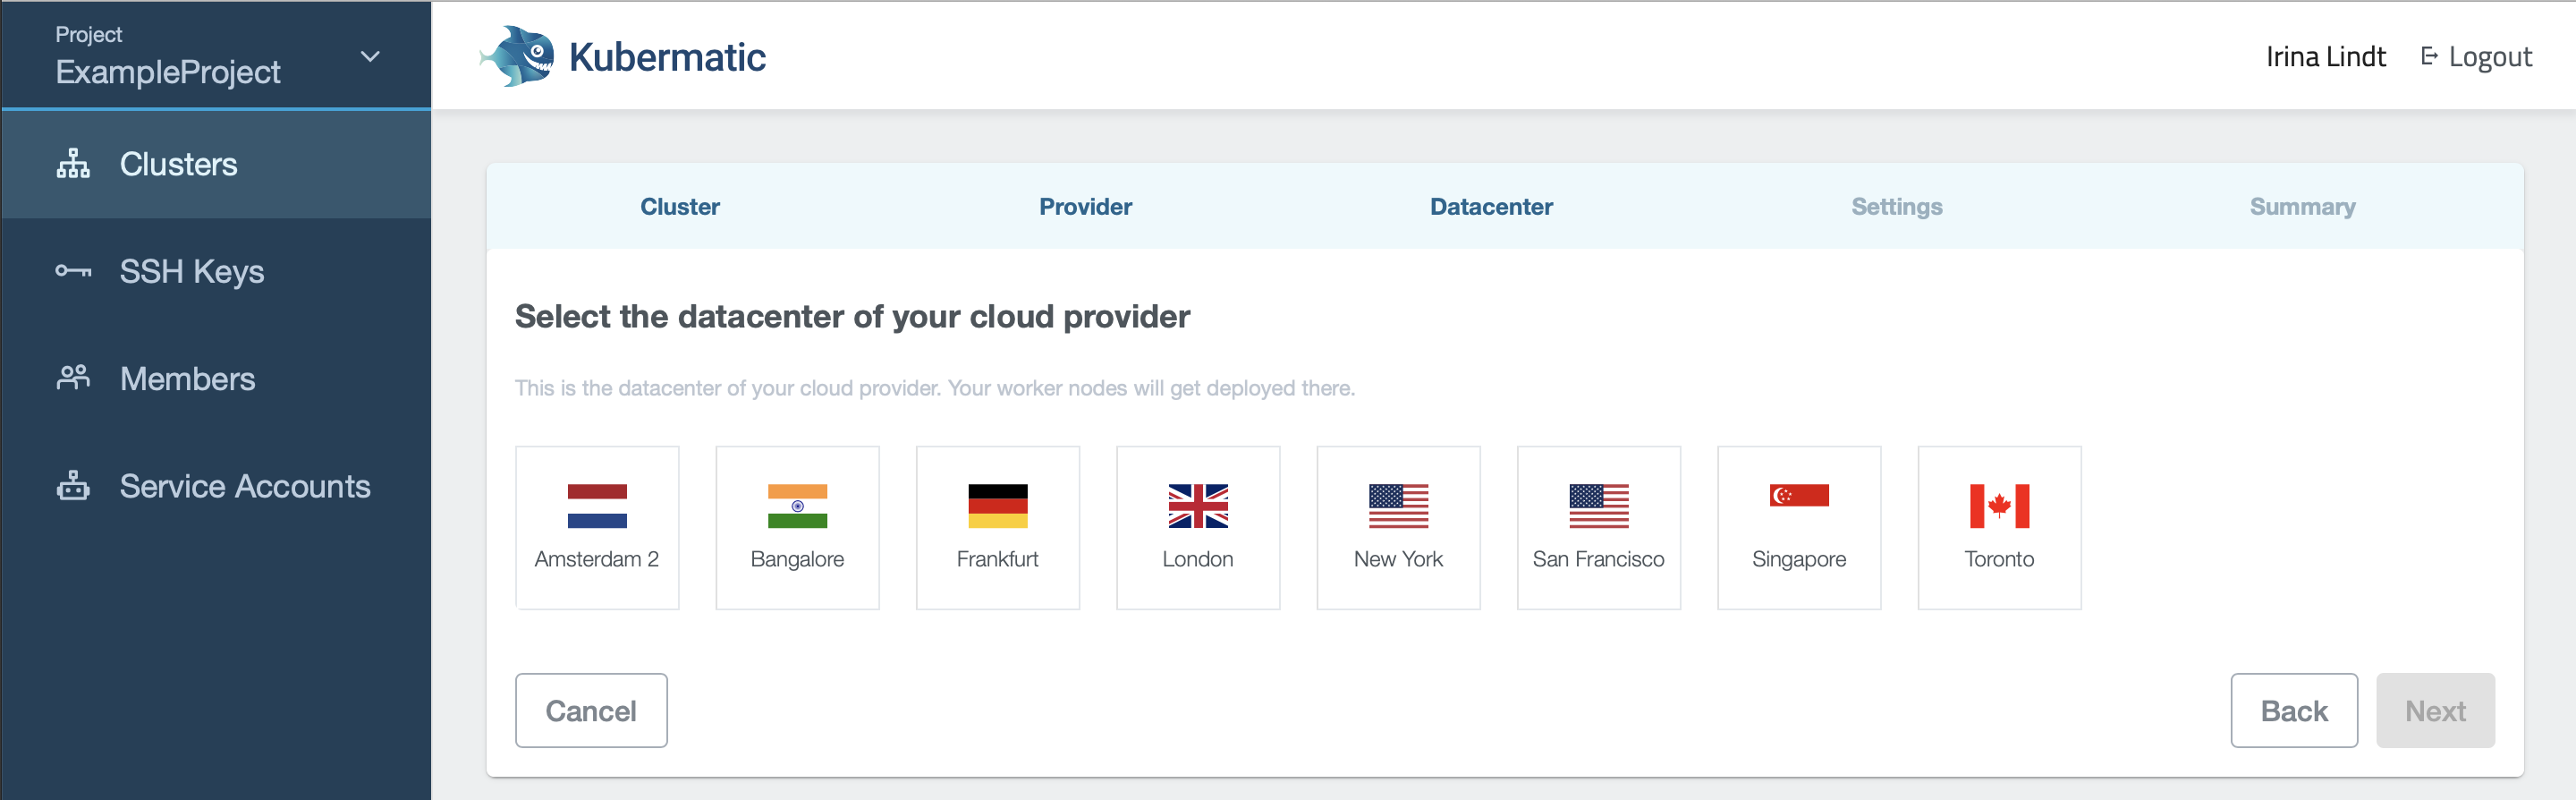 Project
ExampleProject
Kubermatic
Irina Lindt
Logout
Clusters
SSH Keys
Members
Service Accounts
Cluster
Provider
Datacenter
Settings
Summary
Select the datacenter of your cloud provider
This is the datacenter of your cloud provider. Your worker nodes will get deployed there.
Amsterdam 2
Bangalore
Frankfurt
London
New York
San Francisco
Singapore
Toronto
Cancel
Back
Next